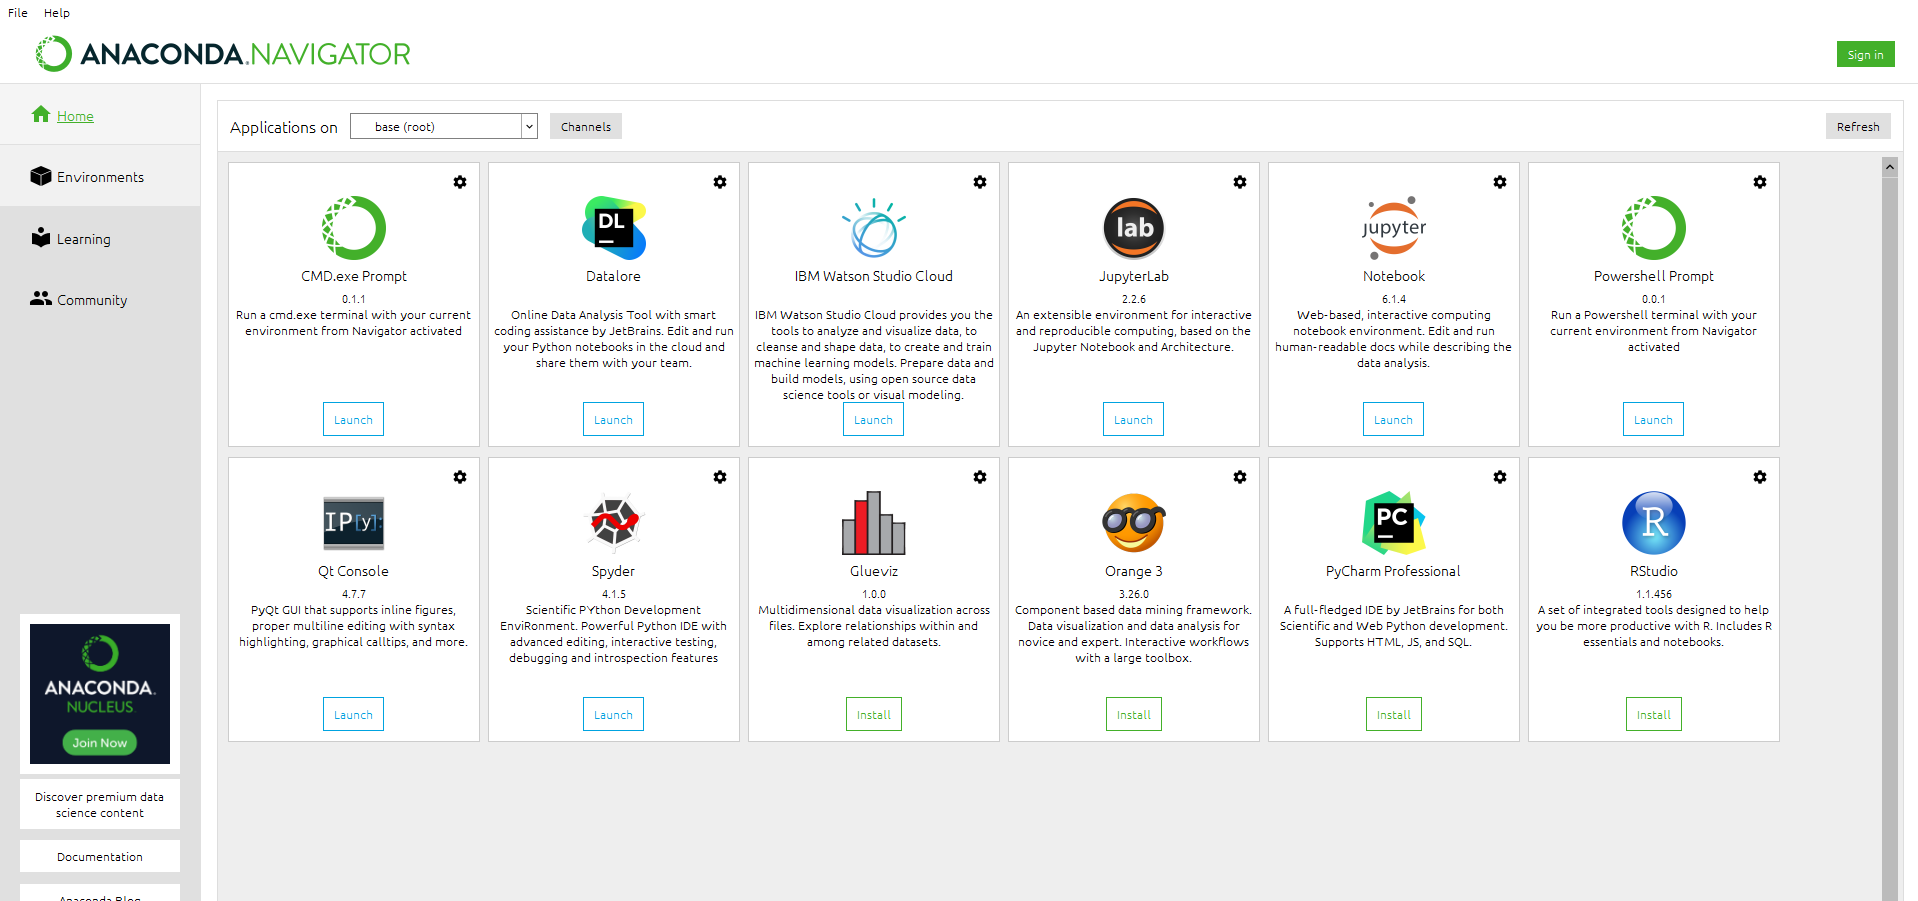 File Help
ANACONDA.NAVIGATOR
Sign in
Home
Environments
Learning
Community
ANACONDA.
NUCLEUS
Join Now
Discover premium data
science content
Documentation
Anaconda Blog
Applications on base (root) Channels Refresh
CMD.exe Prompt
0.1.1
Run a cmd.exe terminal with your current
environment from Navigator activated
Launch
DL
Datalore
Online Data Analysis Tool with smart
coding assistance by JetBrains. Edit and run
your Python notebooks in the cloud and
share them with your team.
Launch
IBM Watson Studio Cloud
IBM Watson Studio Cloud provides you the
tools to analyze and visualize data, to
cleanse and shape data, to create and train
machine learning models. Prepare data and
build models, using open source data
science tools or visual modeling.
Launch
lab
JupyterLab
2.2.6
An extensible environment for interactive
and reproducible computing, based on the
Jupyter Notebook and Architecture.
Launch
jupyter
Notebook
6.1.4
Web-based, interactive computing
notebook environment. Edit and run
human-readable docs while describing the
data analysis.
Launch
Powershell Prompt
0.0.1
Run a Powershell terminal with your
current environment from Navigator
activated
Launch
IP[y]:
Qt Console
4.7.7
PyQt GUI that supports inline figures,
proper multiline editing with syntax
highlighting, graphical calltips, and more.
Launch
Spyder
4.1.5
Scientific PYthon Development
EnviRonment. Powerful Python IDE with
advanced editing, interactive testing,
debugging and introspection features
Launch
Glueviz
1.0.0
Multidimensional data visualization across
files. Explore relationships within and
among related datasets.
Install
Orange 3
3.26.0
Component based data mining framework.
Data visualization and data analysis for
novice and expert. Interactive workflows
with a large toolbox.
Install
PC
PyCharm Professional
A full-fledged IDE by JetBrains for both
Scientific and Web Python development.
Supports HTML, JS, and SQL.
Install
R
RStudio
1.1.456
A set of integrated tools designed to help
you be more productive with R. Includes R
essentials and notebooks.
Install